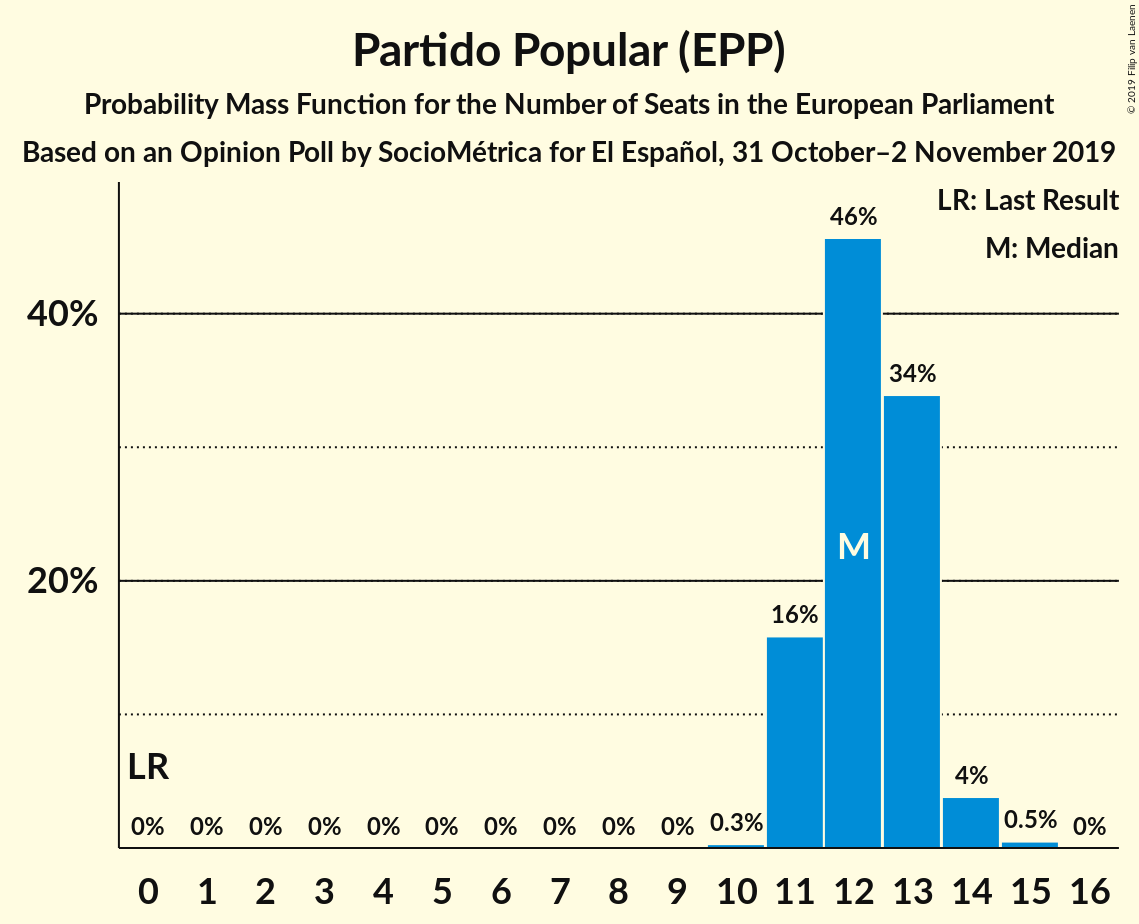 Partido Popular (EPP)
Probability Mass Function for the Number of Seats in the European Parliament
Based on an Opinion Poll by SocioMétrica for El Español, 31 October–2 November 2019
© 2019 Filip van Laenen
LR: Last Result
M: Median
46%
40%
34%
M
20%
16%
LR
4%
0% 0% 0% 0% 0% 0% 0% 0% 0% 0% 0.3% 0.5% 0%
0 1 2 3 4 5 6 7 8 9 10 11 12 13 14 15 16